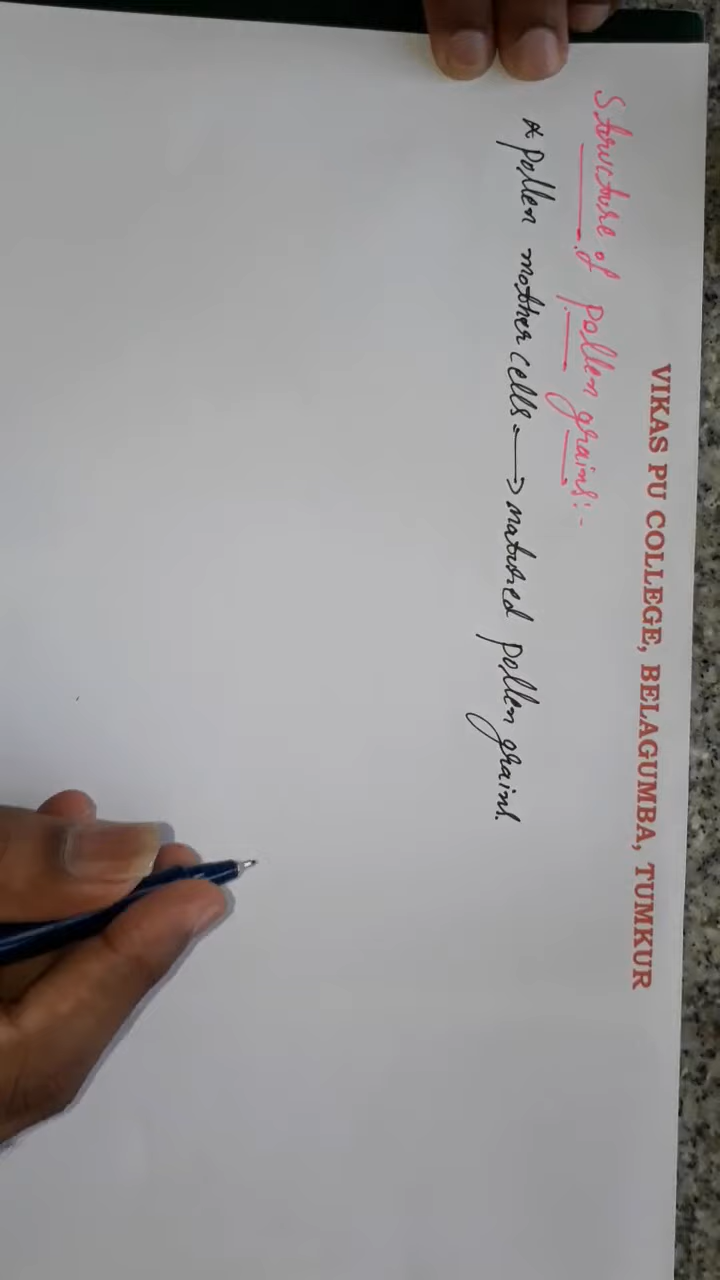 VIKAS PU COLLEGE, BELAGUMBA, TUMKUR
Structure of pollen grains:-
* Pollen mother cells → matured pollen grains.